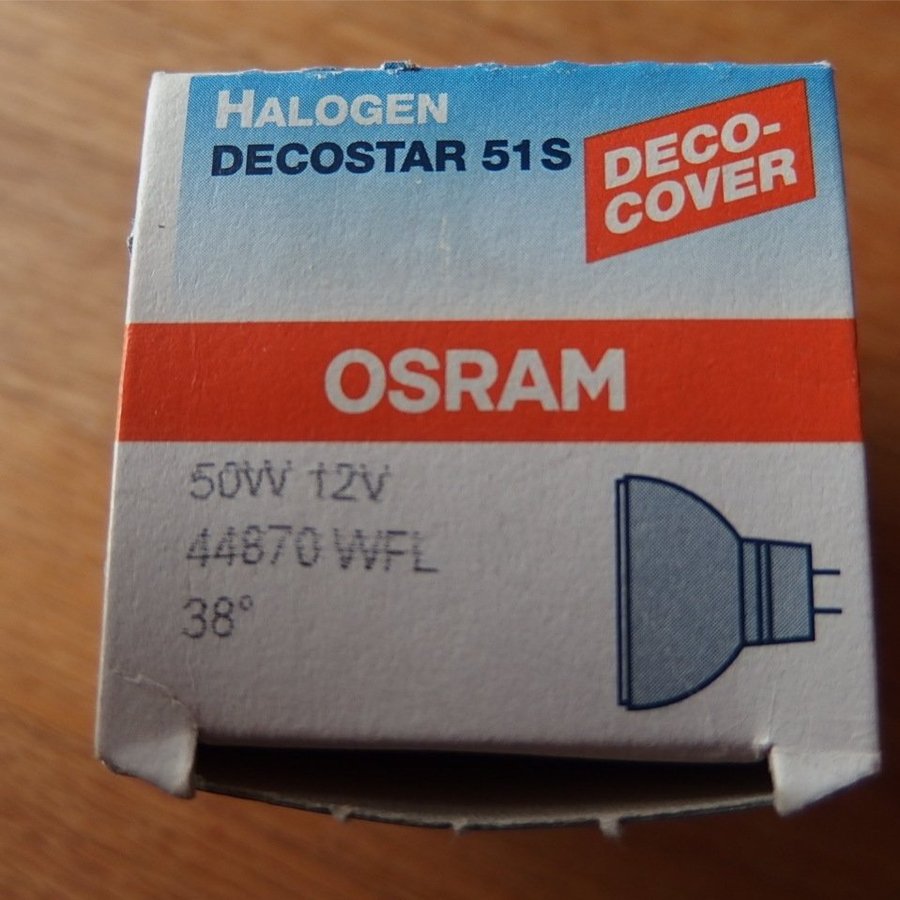 HALOGEN
DECOSTAR 51S
DECO-
COVER
OSRAM
50W 12V
44870 WFL
38°